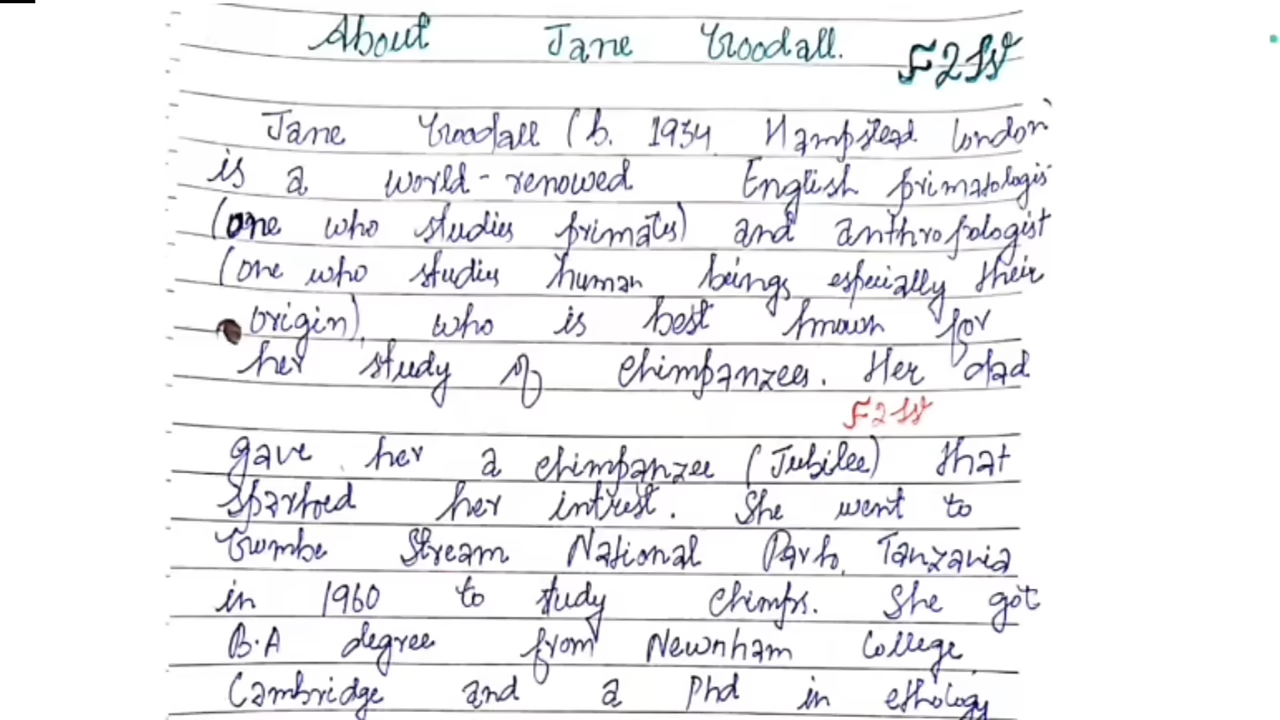 About Jane Goodall.
F2W
Jane Goodall (b. 1934 Hampstead London
is a world-renowed English primatologis
(one who studies primates) and anthropologist
(one who studies human beings especially their
origin), who is best known for
her study of chimpanzees. Her dad
F2W
gave her a chimpanzee (Jubilee) that
sparked her intrest. She went to
Gumbe Stream National Park, Tanzania
in 1960 to study chimps. She got
B.A degree from Newnham College,
Cambridge and a Phd in ethology